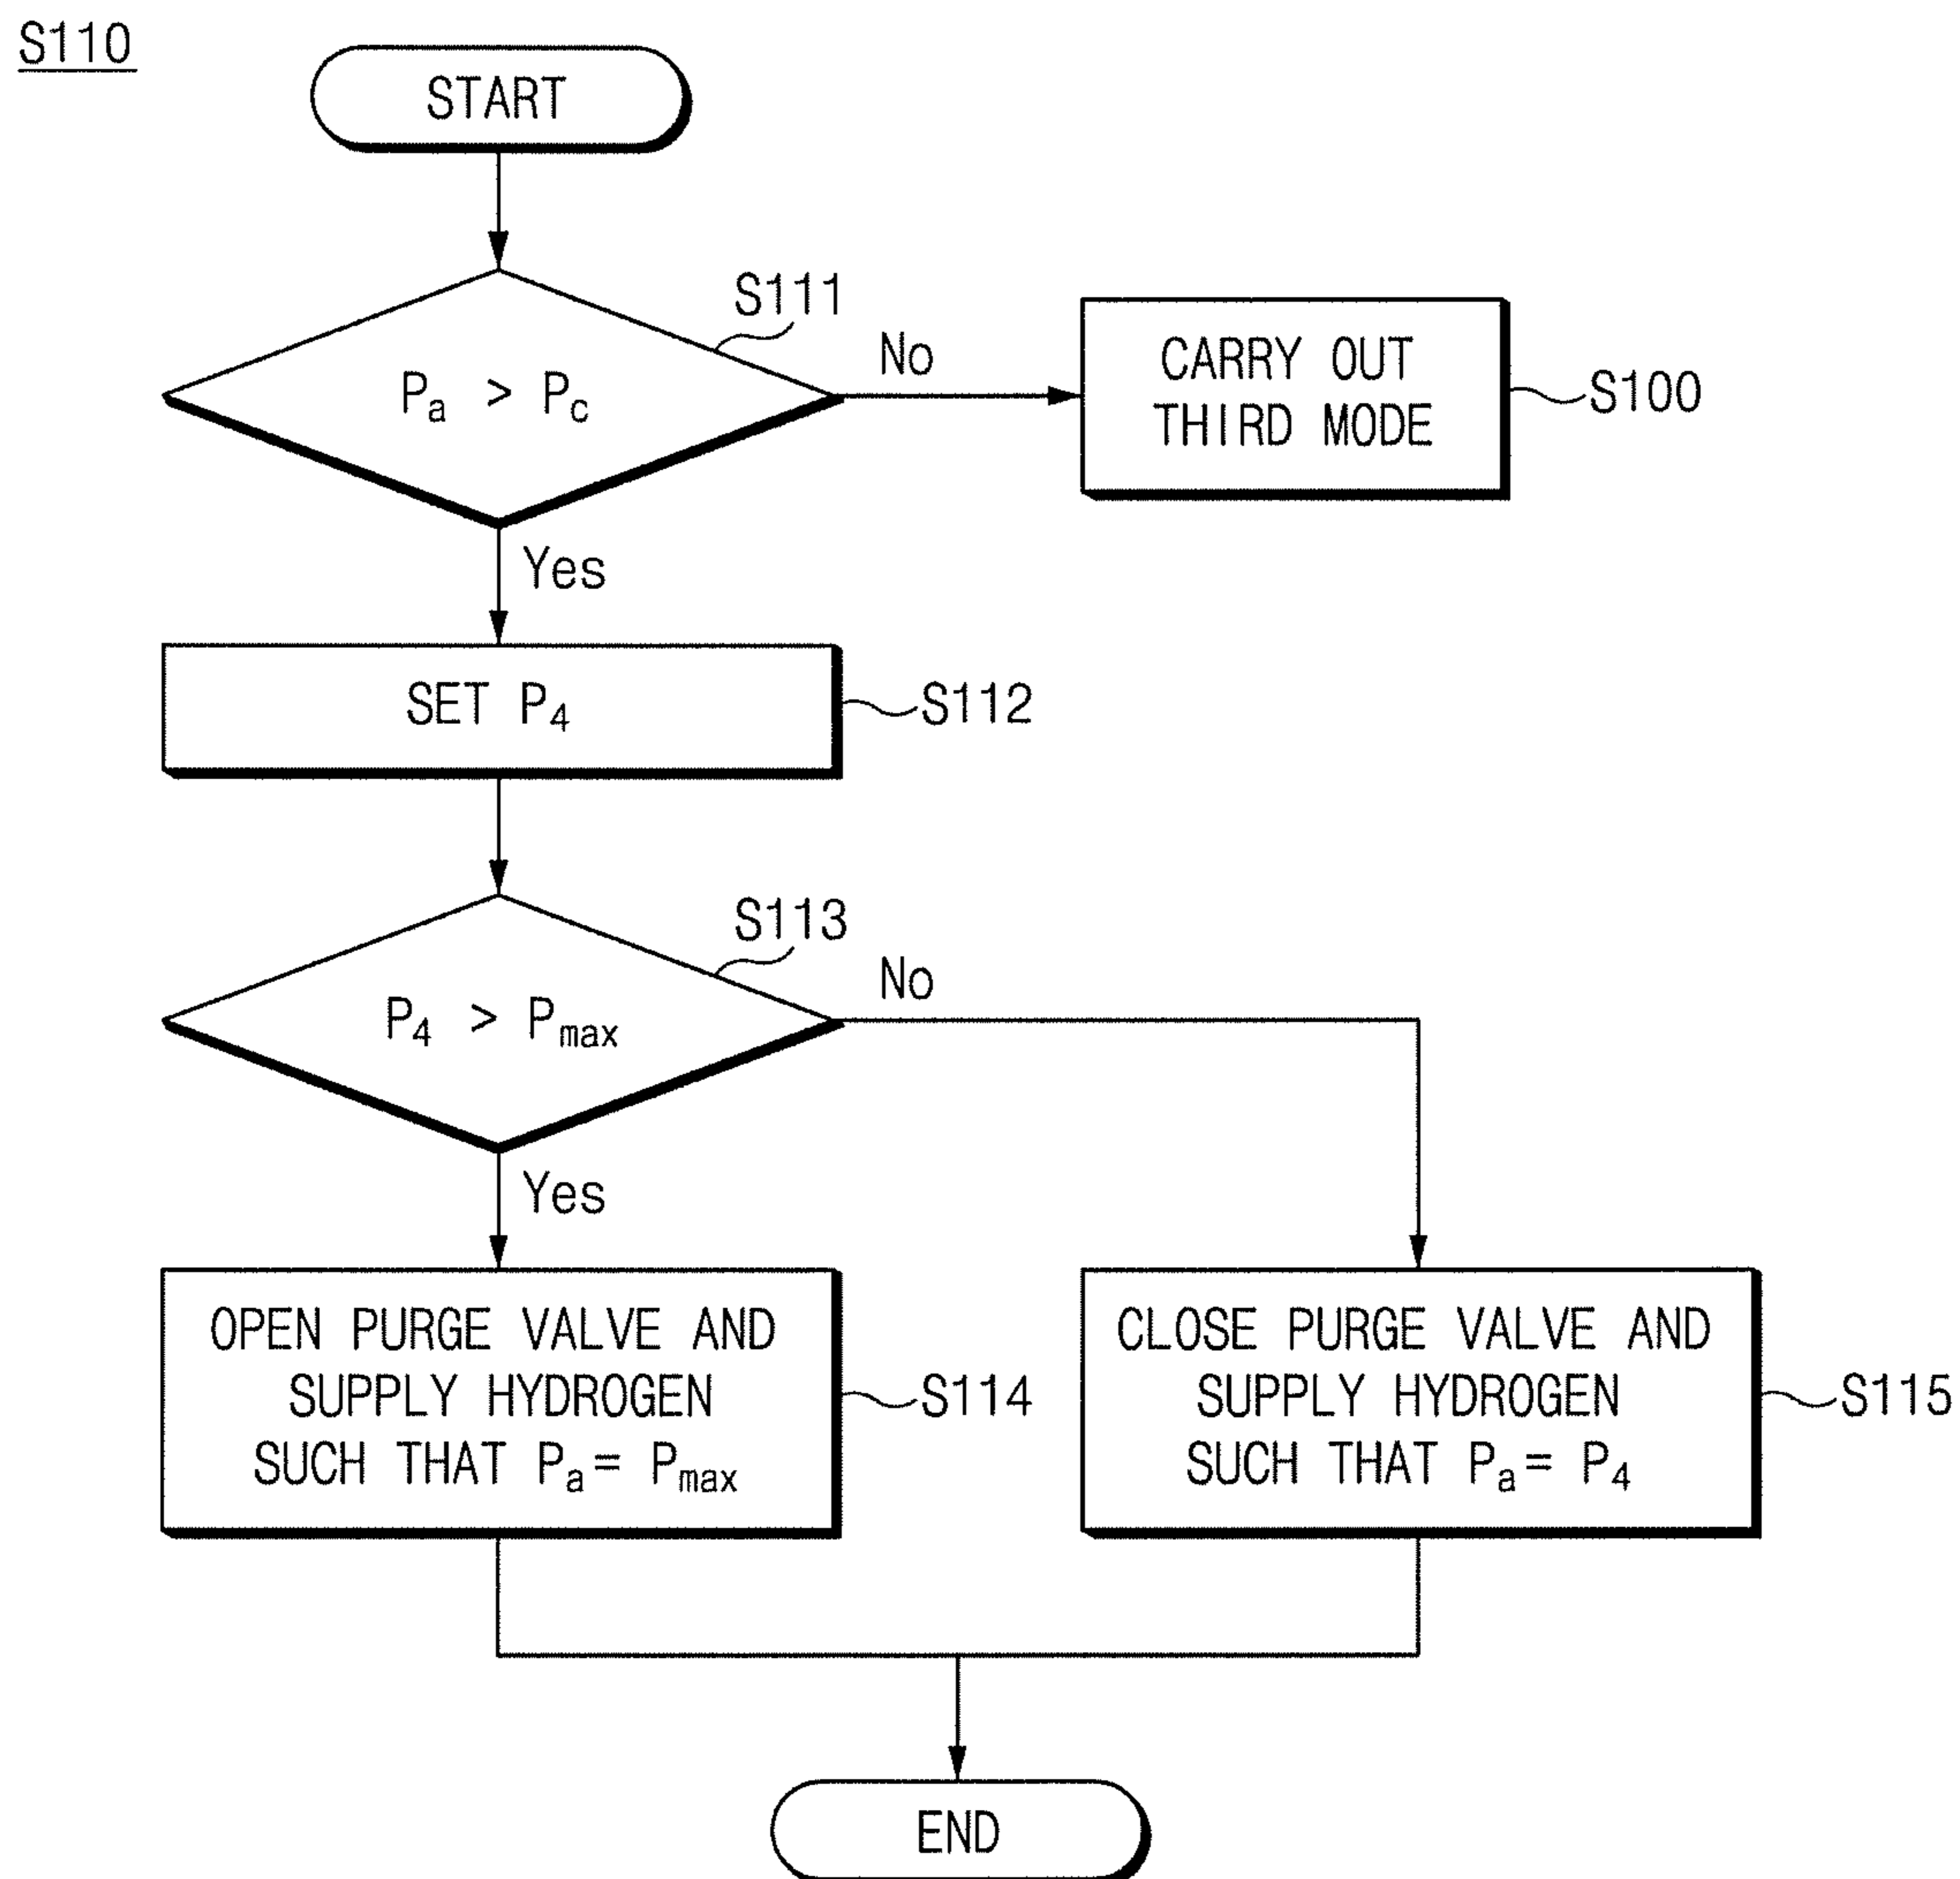 S110
START
S111
Pₐ > P꜀
No
CARRY OUT
THIRD MODE
S100
Yes
SET P₄
S112
S113
P₄ > Pₘₐₓ
No
Yes
OPEN PURGE VALVE AND
SUPPLY HYDROGEN
SUCH THAT Pₐ= Pₘₐₓ
S114
CLOSE PURGE VALVE AND
SUPPLY HYDROGEN
SUCH THAT Pₐ= P₄
S115
END